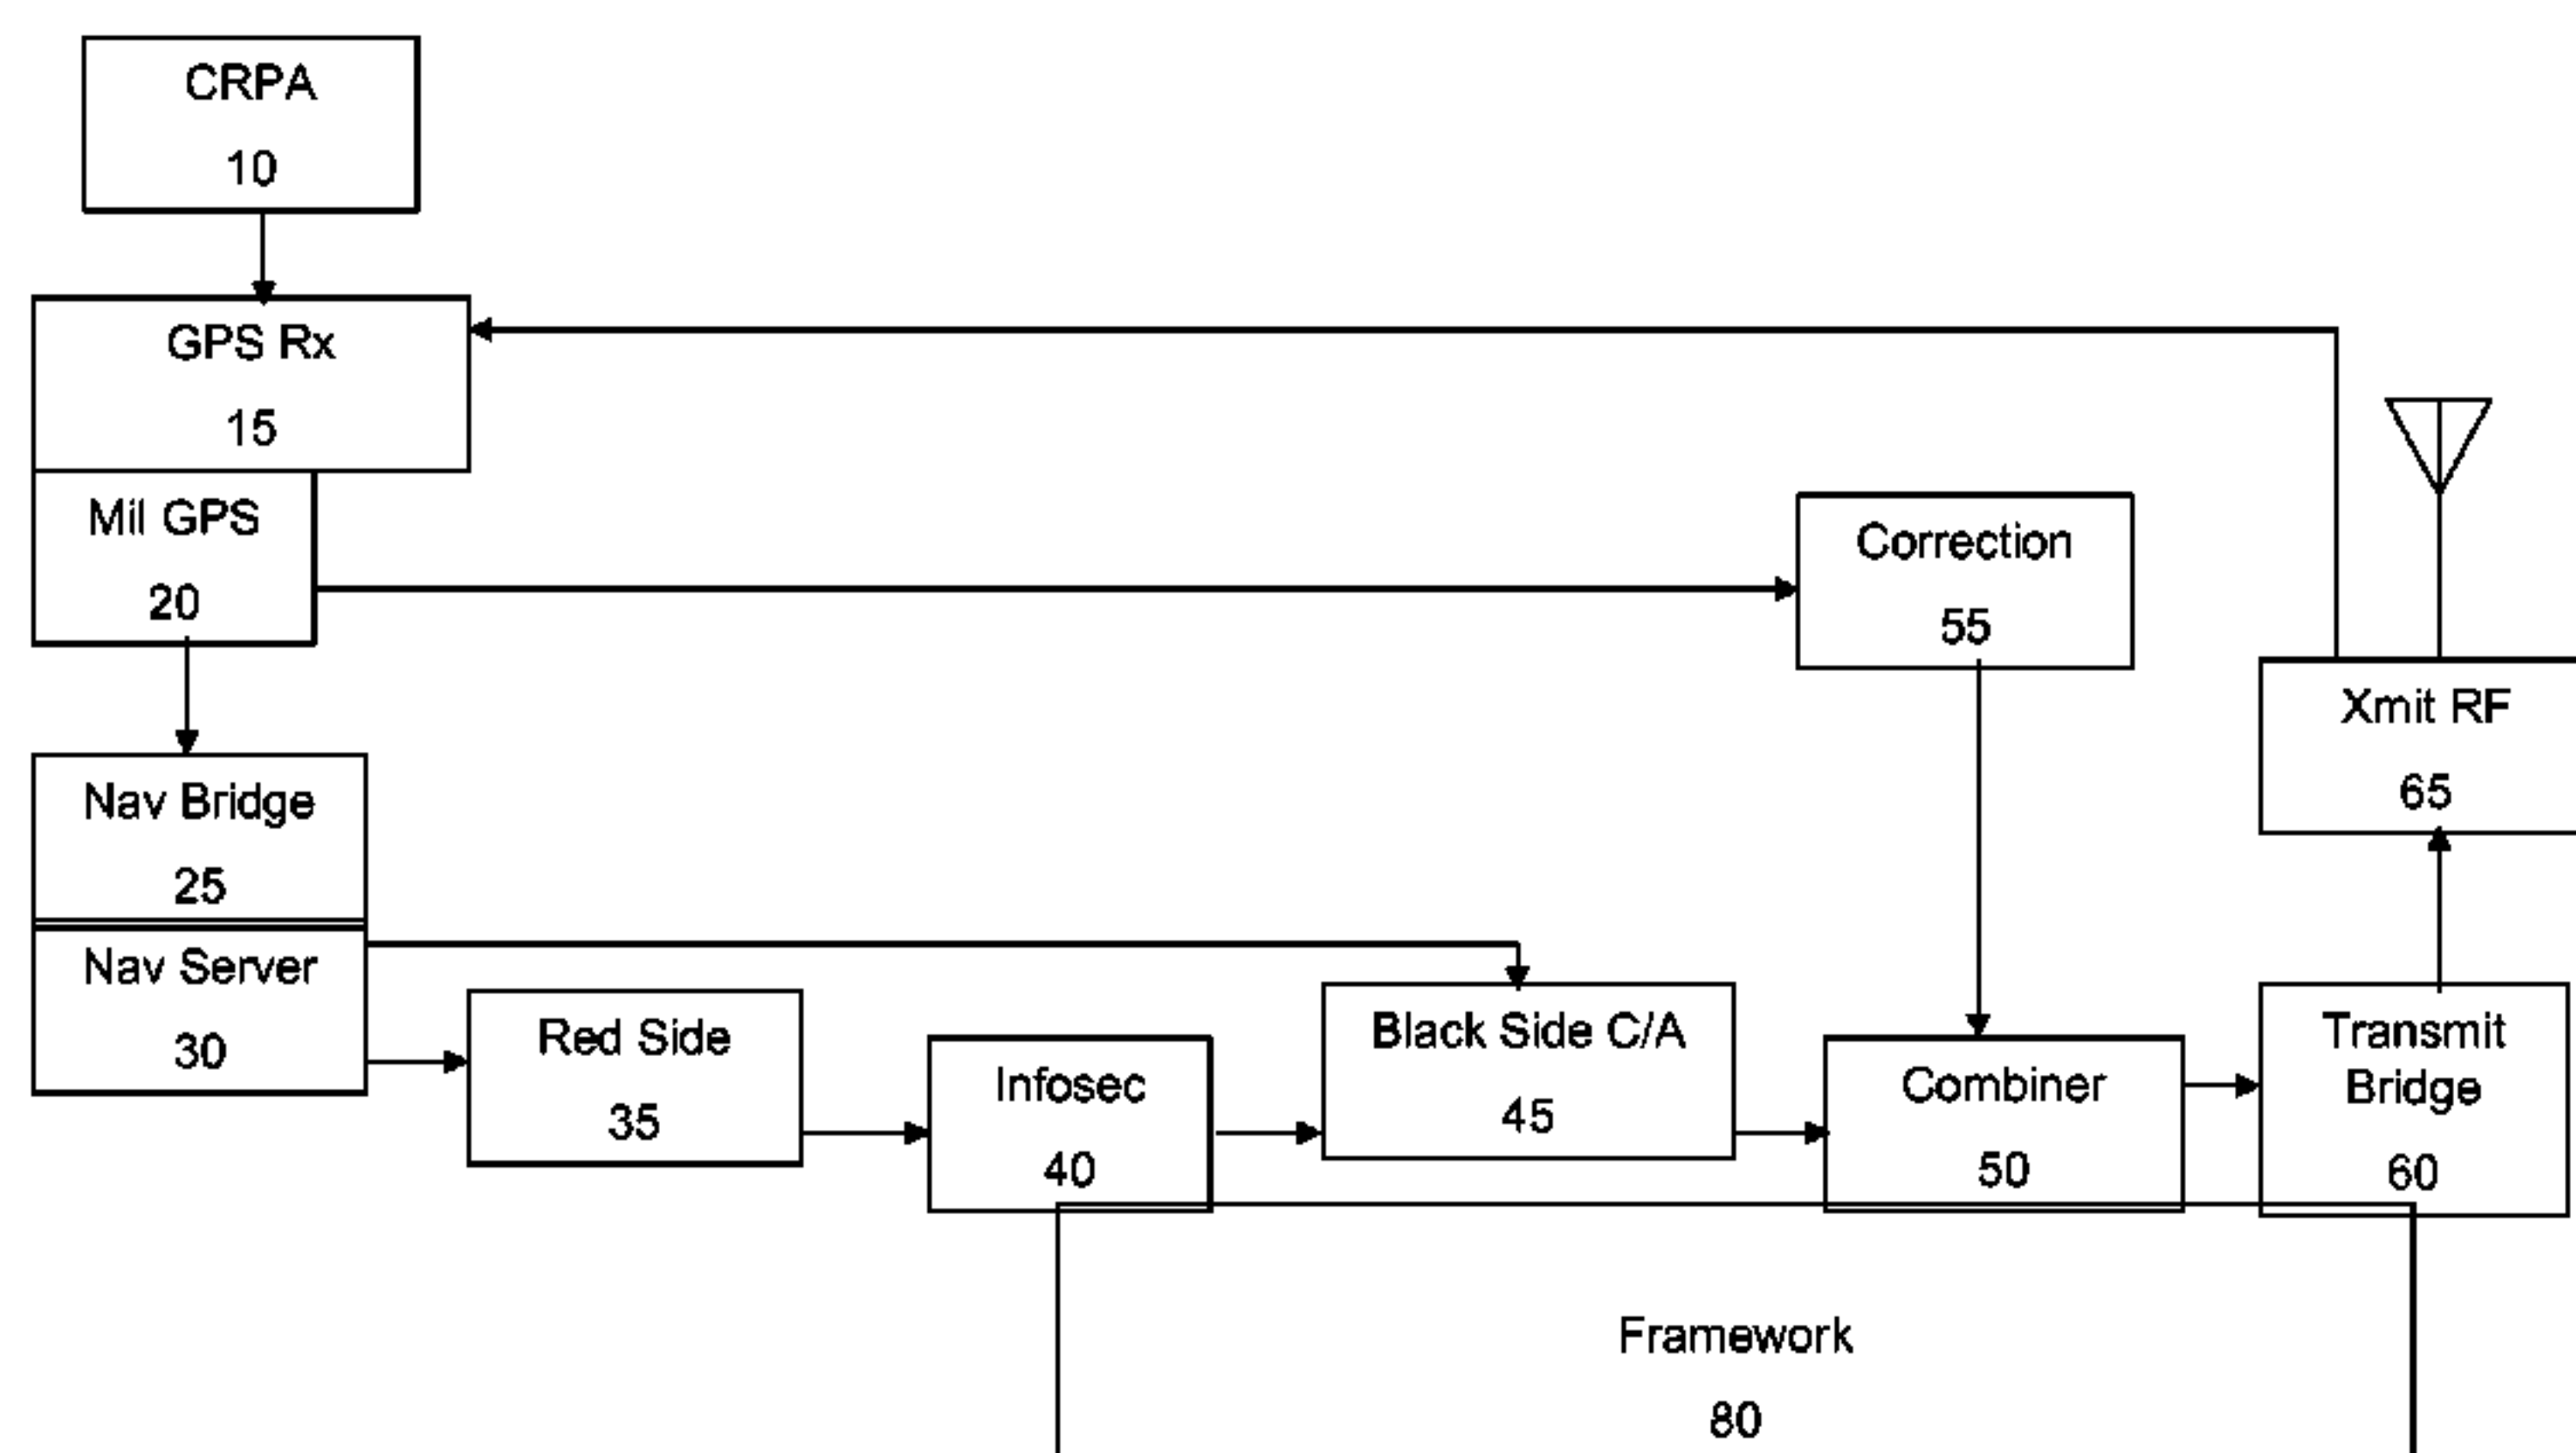 CRPA
10
GPS Rx
15
Mil GPS
20
Correction
55
Xmit RF
65
Nav Bridge
25
Nav Server
30
Red Side
35
Infosec
40
Black Side C/A
45
Combiner
50
Transmit
Bridge
60
Framework
80